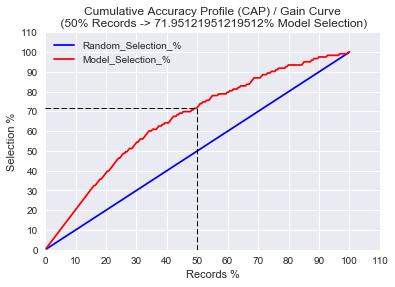 Cumulative Accuracy Profile (CAP) / Gain Curve
(50% Records -> 71.95121951219512% Model Selection)
110
100
90
80
70
60
50
40
30
20
10
0
Selection %
Random_Selection_%
Model_Selection_%
0 10 20 30 40 50 60 70 80 90 100 110
Records %